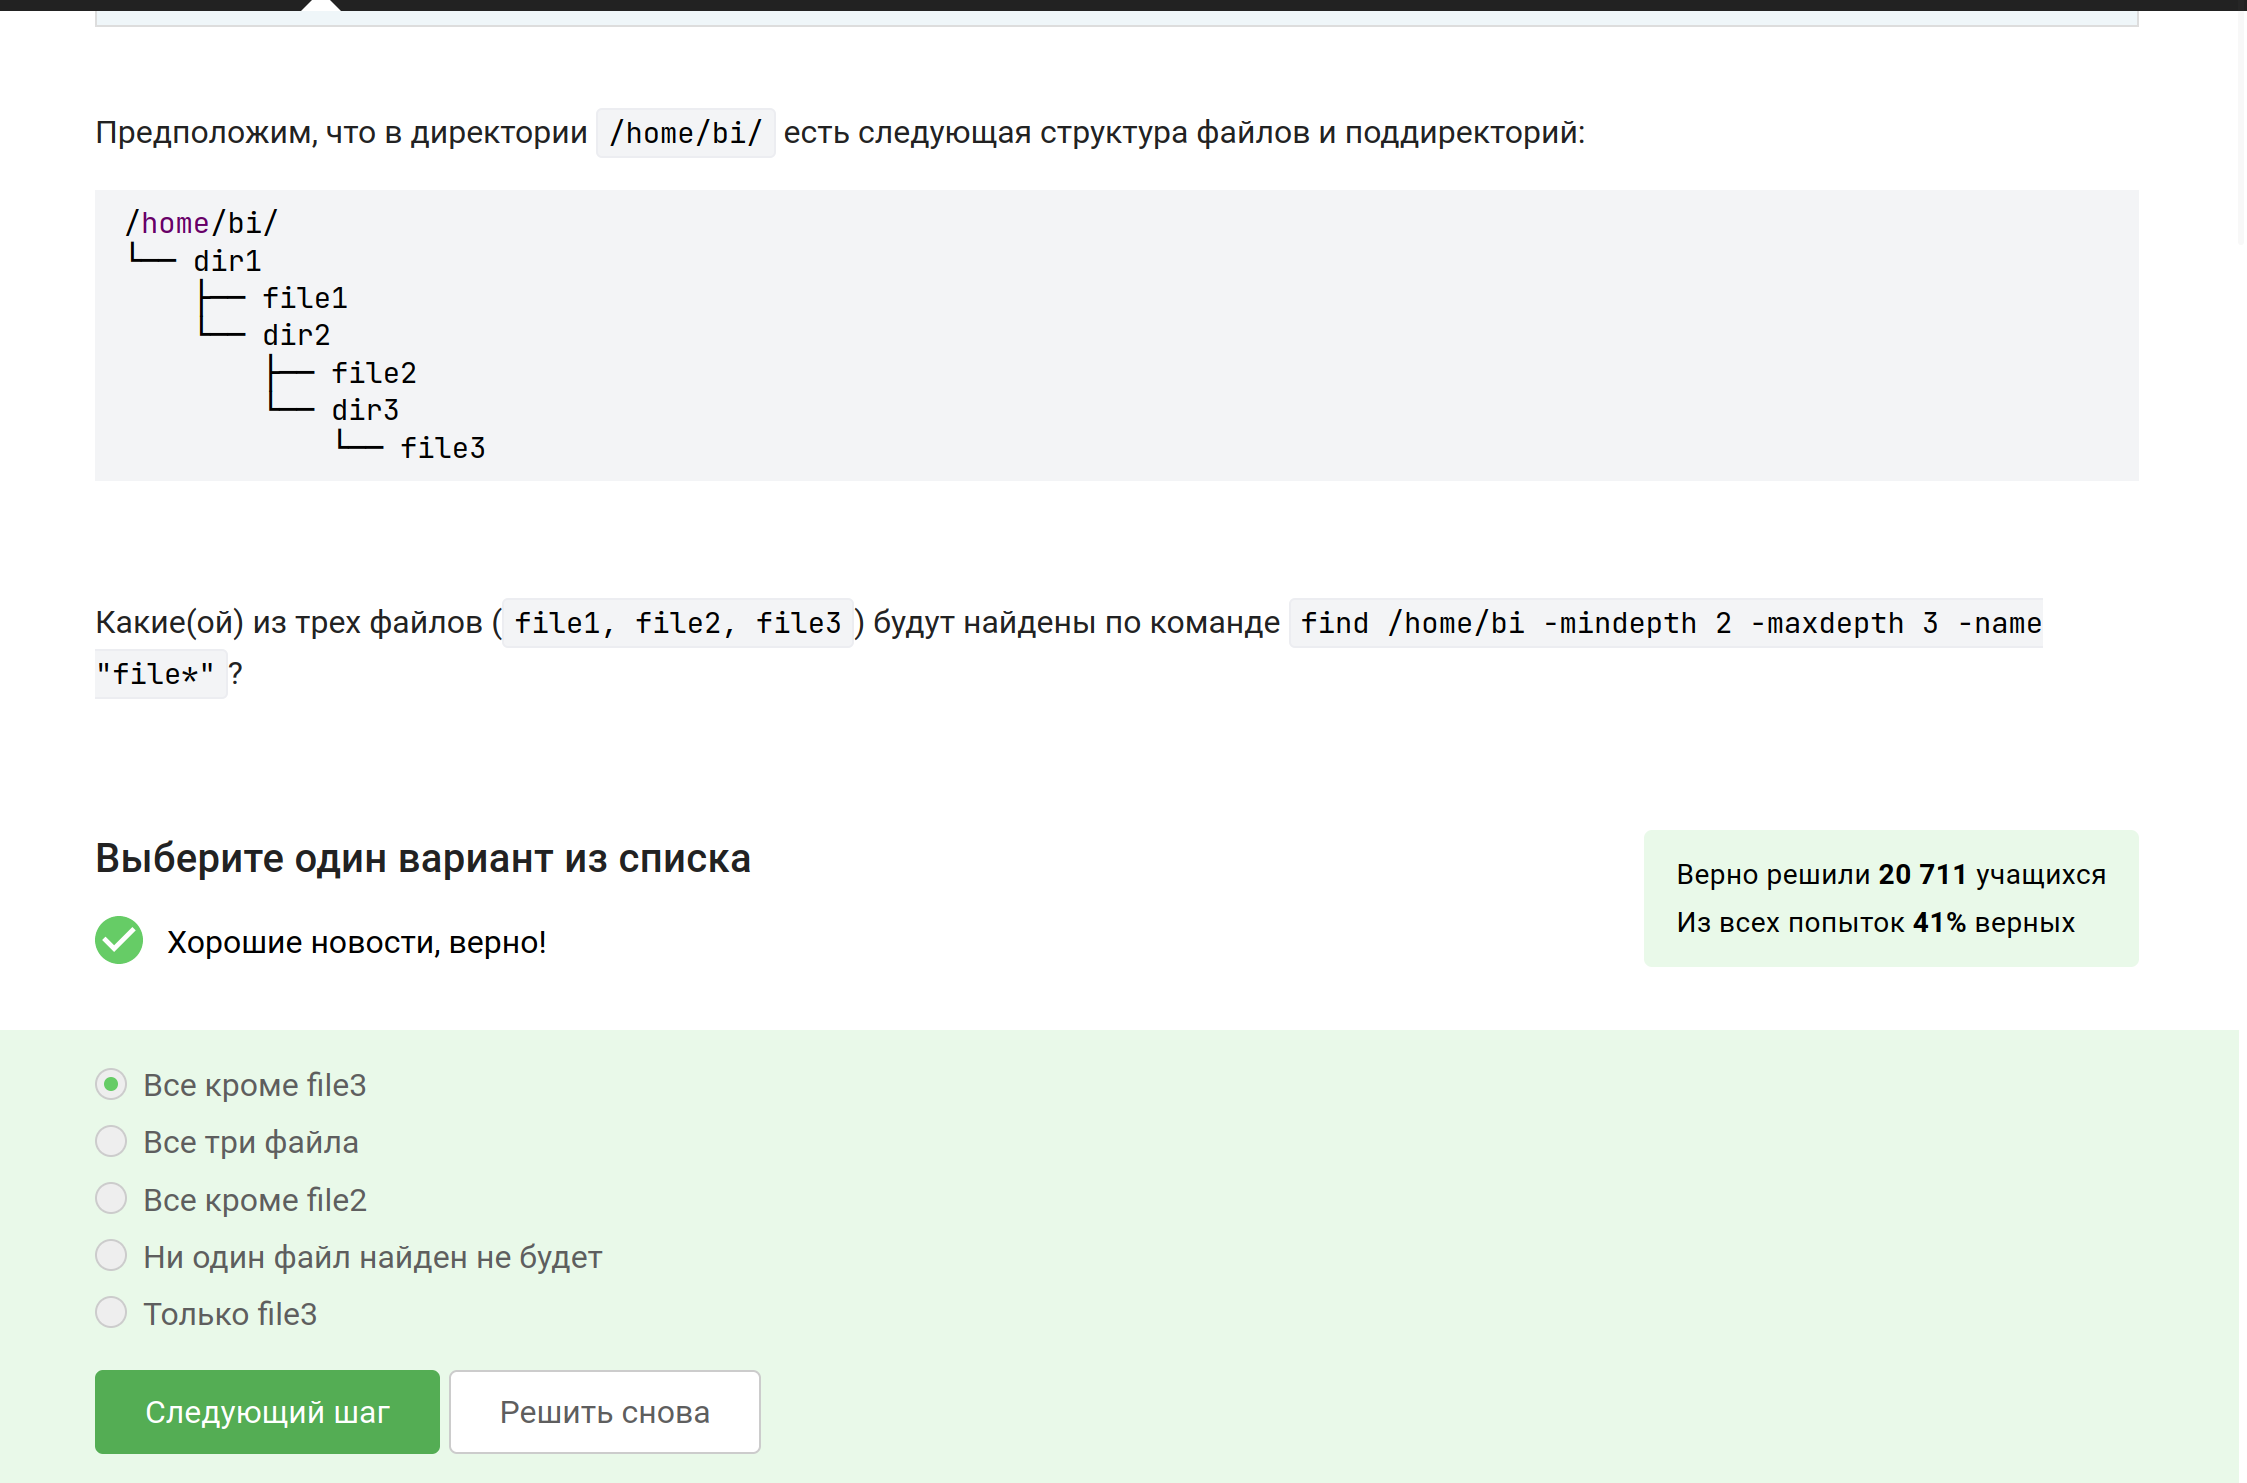 Предположим, что в директории /home/bi/ есть следующая структура файлов и поддиректорий:
/home/bi/
└── dir1
    ├── file1
    └── dir2
        ├── file2
        └── dir3
            └── file3
Какие(ой) из трех файлов (file1, file2, file3) будут найдены по команде find /home/bi -mindepth 2 -maxdepth 3 -name
"file*"?
Выберите один вариант из списка
Хорошие новости, верно!
Верно решили 20 711 учащихся
Из всех попыток 41% верных
Все кроме file3
Все три файла
Все кроме file2
Ни один файл найден не будет
Только file3
Следующий шаг
Решить снова